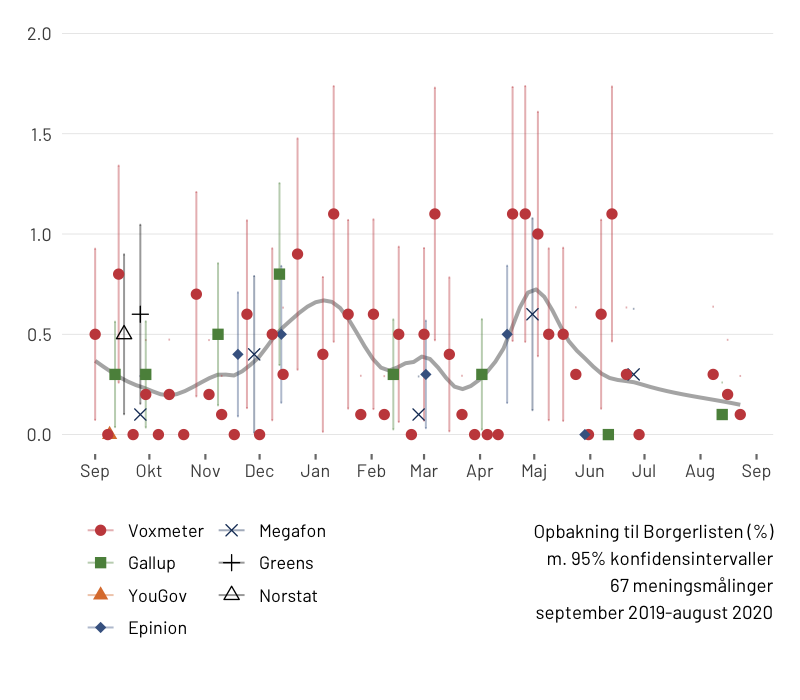 2.0
1.5
1.0
0.5
0.0
Sep Okt Nov Dec Jan Feb Mar Apr Maj Jun Jul Aug Sep
Voxmeter
Gallup
YouGov
Epinion
Megafon
Greens
Norstat
Opbakning til Borgerlisten (%)
m. 95% konfidensintervaller
67 meningsmålinger
september 2019-august 2020